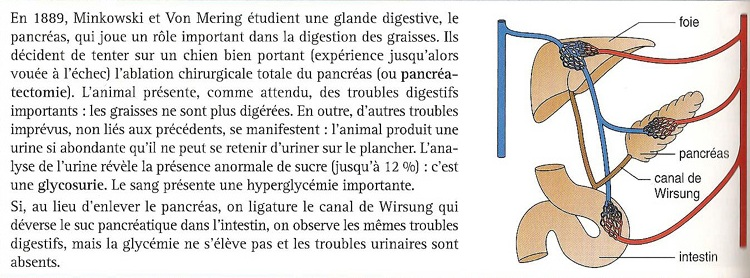 En 1889, Minkowski et Von Mering étudient une glande digestive, le
pancréas, qui joue un rôle important dans la digestion des graisses. Ils
décident de tenter sur un chien bien portant (expérience jusqu'alors
vouée à l'échec) l'ablation chirurgicale totale du pancréas (ou pancréa-
tectomie). L'animal présente, comme attendu, des troubles digestifs
importants : les graisses ne sont plus digérées. En outre, d'autres troubles
imprévus, non liés aux précédents, se manifestent : l'animal produit une
urine si abondante qu'il ne peut se retenir d'uriner sur le plancher. L'ana-
lyse de l'urine révèle la présence anormale de sucre (jusqu'à 12 %) : c'est
une glycosurie. Le sang présente une hyperglycémie importante.
Si, au lieu d'enlever le pancréas, on ligature le canal de Wirsung qui
déverse le suc pancréatique dans l'intestin, on observe les mêmes troubles
digestifs, mais la glycémie ne s'élève pas et les troubles urinaires sont
absents.
foie
pancréas
canal de
Wirsung
intestin